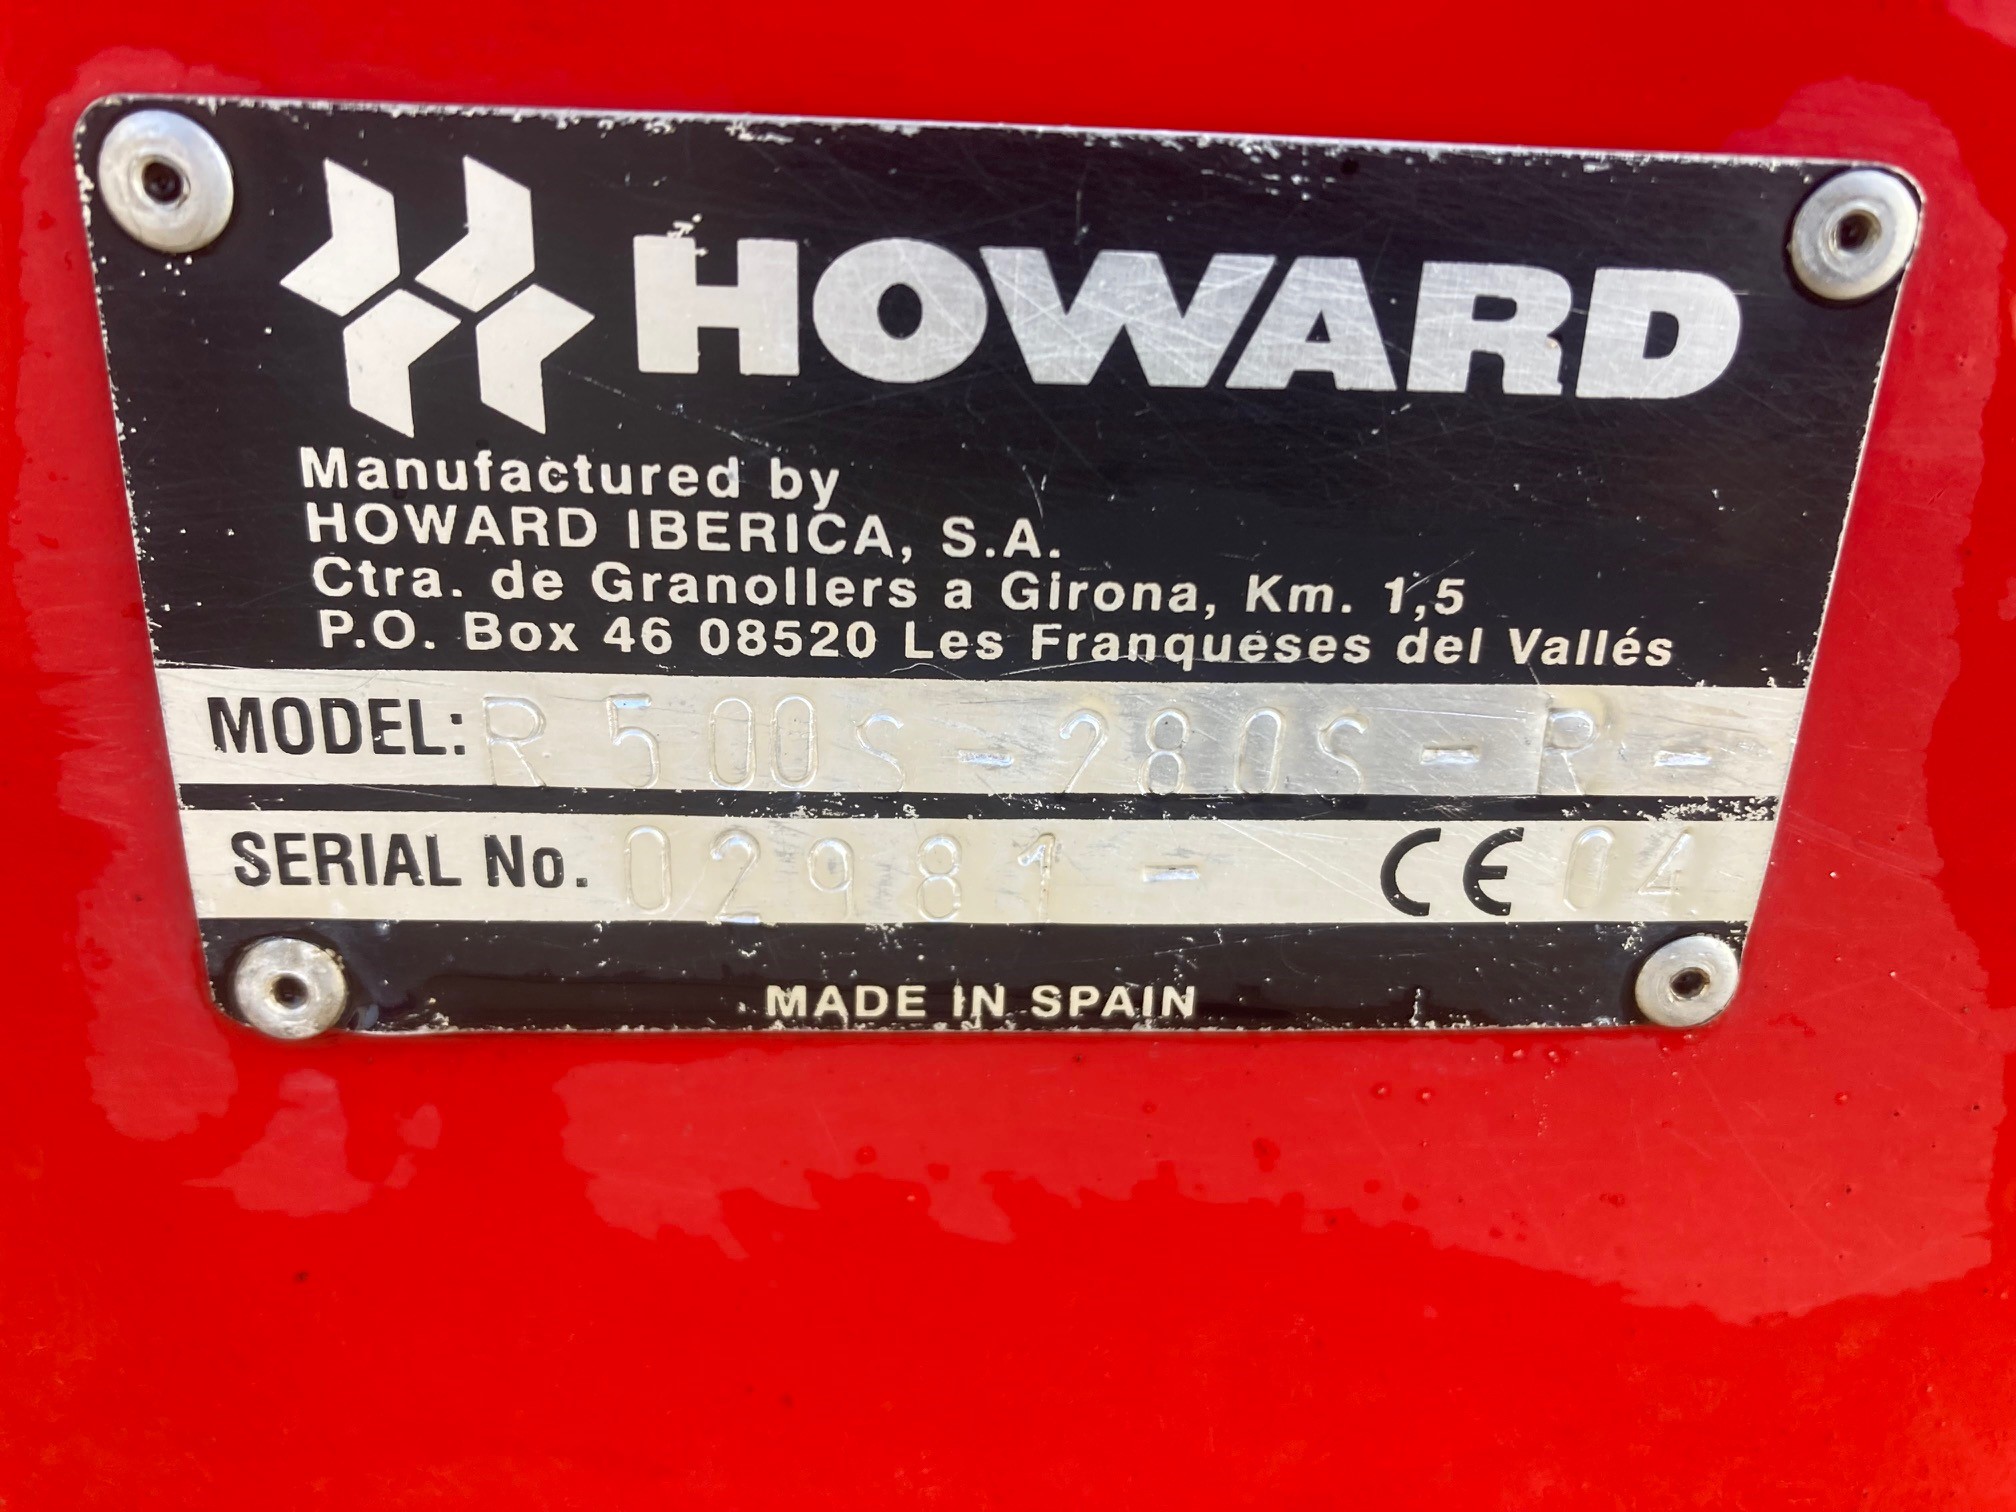 HOWARD
Manufactured by
HOWARD IBERICA, S.A.
Ctra. de Granollers a Girona, Km. 1,5
P.O. Box 46 08520 Les Franqueses del Vallés
MODEL: R500S-280S-R-
SERIAL No. 02981- CE 04
MADE IN SPAIN